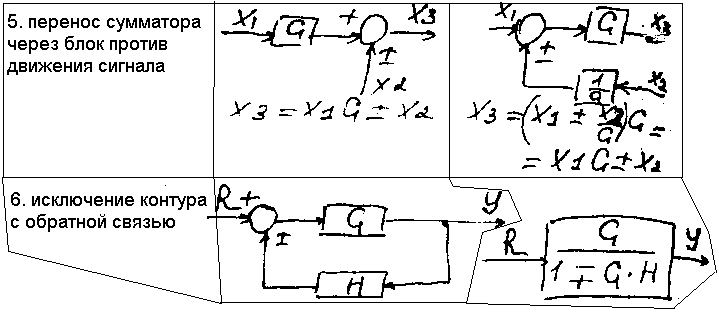 5. перенос сумматора
через блок против
движения сигнала
X1 G + X3
±
X2
X3 = X1 G ± X2
X1 G X3
±
1/G X2
X3 = (X1 ± X2/G) G =
= X1 G ± X2
6. исключение контура
с обратной связью
R + G Y
±
H
R G / 1 ∓ G · H Y